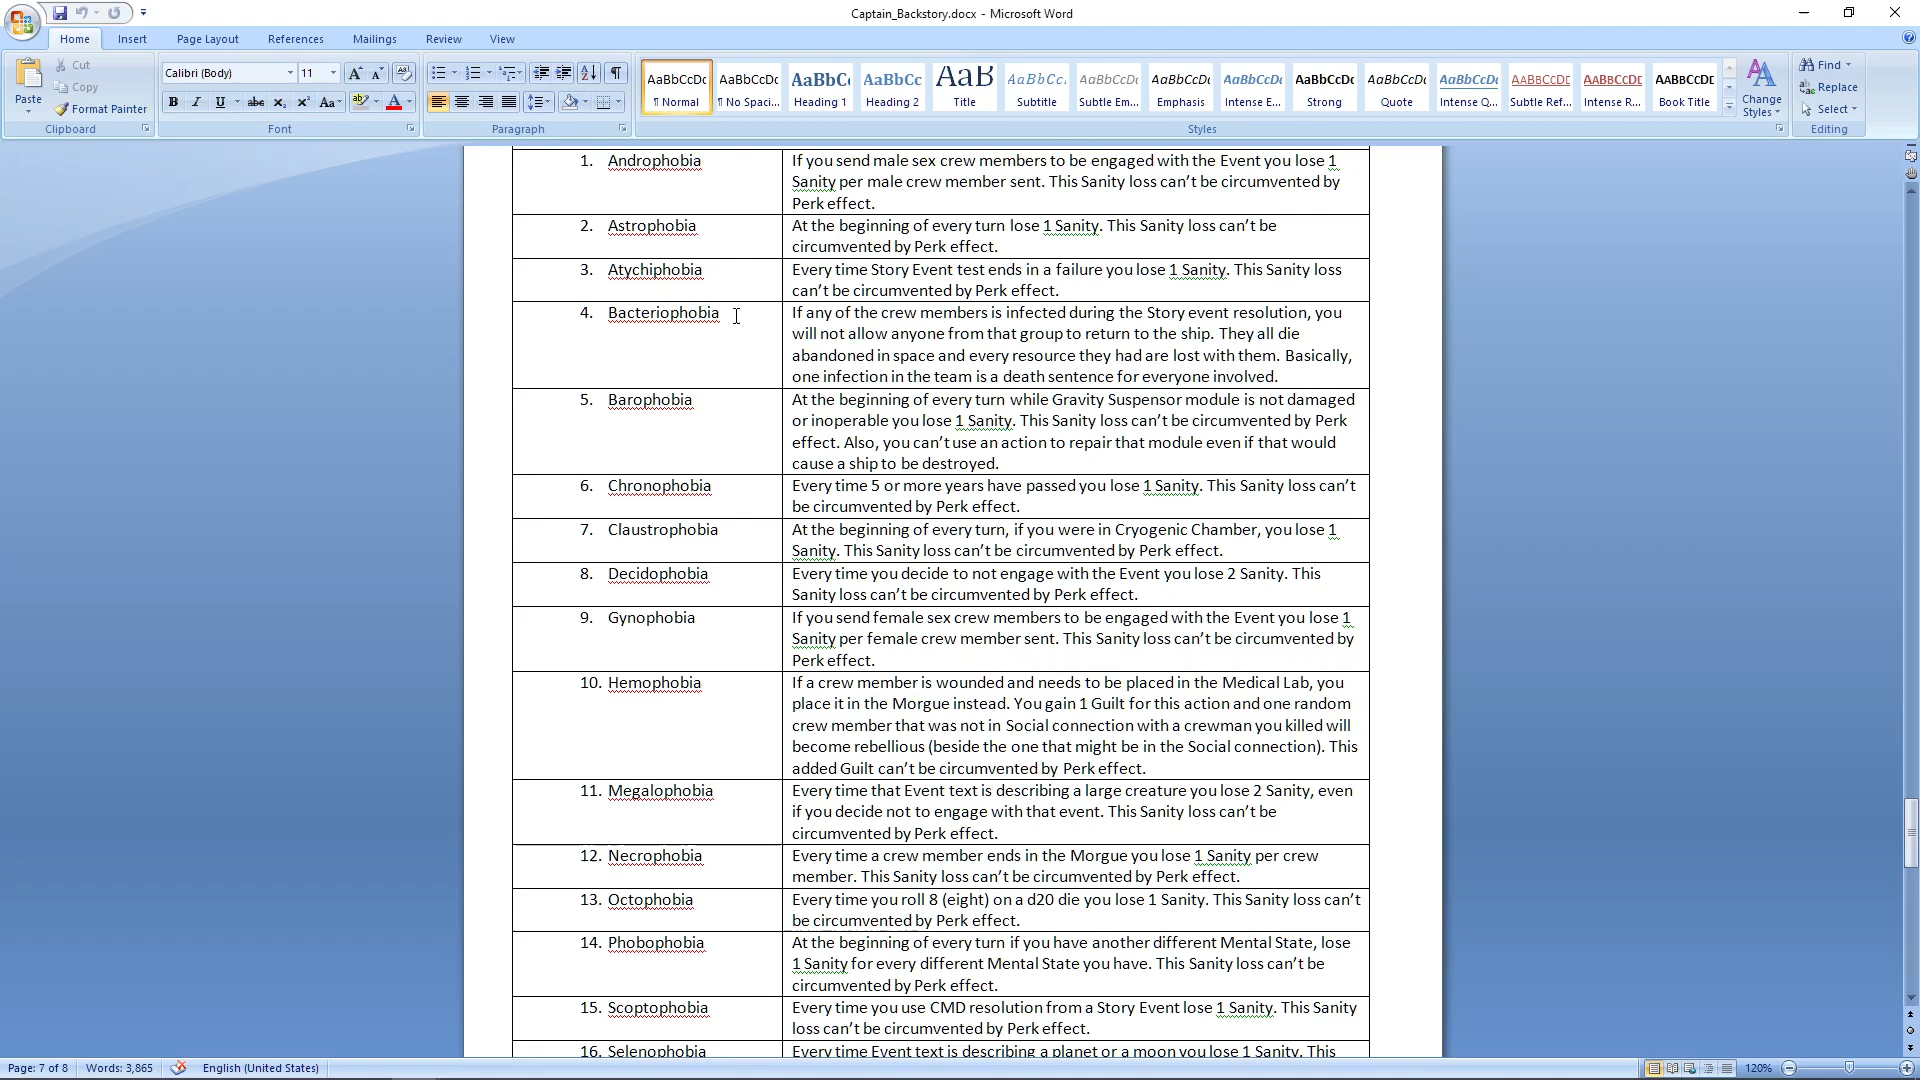 Captain_Backstory.docx - Microsoft Word
Home Insert Page Layout References Mailings Review View
Cut
Copy
Format Painter
Paste
Clipboard
Calibri (Body) 11
Font
Paragraph
AaBbCcDc AaBbCcDc AaBbC AaBbCc AaB AaBbCc. AaBbCcDc AaBbCcDc AaBbCcDc AaBbCcDc AaBbCcDc AaBbCcDc AABBCCDE AABBCCDE AABBCCDE
¶ Normal ¶ No Spaci... Heading 1 Heading 2 Title Subtitle Subtle Em... Emphasis Intense E... Strong Quote Intense Q... Subtle Ref... Intense R... Book Title
Change
Styles
Styles
Find
Replace
Select
Editing
1. Androphobia
If you send male sex crew members to be engaged with the Event you lose 1
Sanity per male crew member sent. This Sanity loss can’t be circumvented by
Perk effect.
2. Astrophobia
At the beginning of every turn lose 1 Sanity. This Sanity loss can’t be
circumvented by Perk effect.
3. Atychiphobia
Every time Story Event test ends in a failure you lose 1 Sanity. This Sanity loss
can’t be circumvented by Perk effect.
4. Bacteriophobia
If any of the crew members is infected during the Story event resolution, you
will not allow anyone from that group to return to the ship. They all die
abandoned in space and every resource they had are lost with them. Basically,
one infection in the team is a death sentence for everyone involved.
5. Barophobia
At the beginning of every turn while Gravity Suspensor module is not damaged
or inoperable you lose 1 Sanity. This Sanity loss can’t be circumvented by Perk
effect. Also, you can’t use an action to repair that module even if that would
cause a ship to be destroyed.
6. Chronophobia
Every time 5 or more years have passed you lose 1 Sanity. This Sanity loss can’t
be circumvented by Perk effect.
7. Claustrophobia
At the beginning of every turn, if you were in Cryogenic Chamber, you lose 1
Sanity. This Sanity loss can’t be circumvented by Perk effect.
8. Decidophobia
Every time you decide to not engage with the Event you lose 2 Sanity. This
Sanity loss can’t be circumvented by Perk effect.
9. Gynophobia
If you send female sex crew members to be engaged with the Event you lose 1
Sanity per female crew member sent. This Sanity loss can’t be circumvented by
Perk effect.
10. Hemophobia
If a crew member is wounded and needs to be placed in the Medical Lab, you
place it in the Morgue instead. You gain 1 Guilt for this action and one random
crew member that was not in Social connection with a crewman you killed will
become rebellious (beside the one that might be in the Social connection). This
added Guilt can’t be circumvented by Perk effect.
11. Megalophobia
Every time that Event text is describing a large creature you lose 2 Sanity, even
if you decide not to engage with that event. This Sanity loss can’t be
circumvented by Perk effect.
12. Necrophobia
Every time a crew member ends in the Morgue you lose 1 Sanity per crew
member. This Sanity loss can’t be circumvented by Perk effect.
13. Octophobia
Every time you roll 8 (eight) on a d20 die you lose 1 Sanity. This Sanity loss can’t
be circumvented by Perk effect.
14. Phobophobia
At the beginning of every turn if you have another different Mental State, lose
1 Sanity for every different Mental State you have. This Sanity loss can’t be
circumvented by Perk effect.
15. Scoptophobia
Every time you use CMD resolution from a Story Event lose 1 Sanity. This Sanity
loss can’t be circumvented by Perk effect.
16. Selenophobia
Every time Event text is describing a planet or a moon you lose 1 Sanity. This
Page: 7 of 8 Words: 3,865 English (United States) 120%